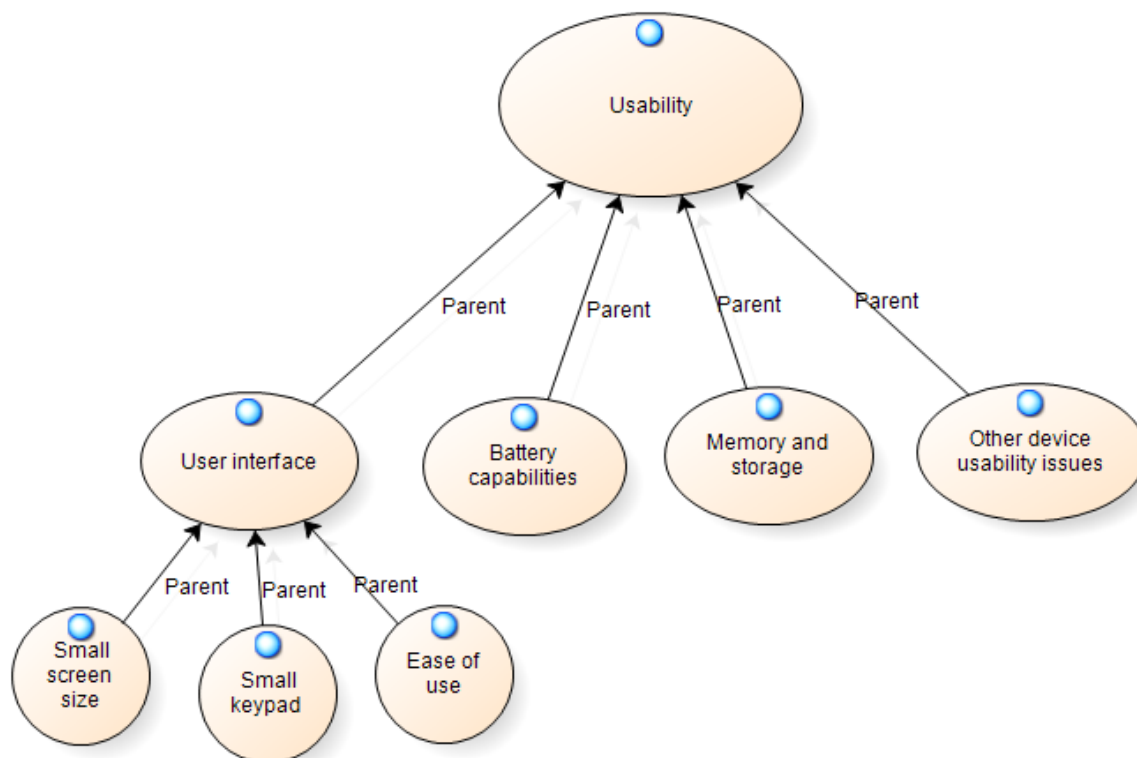 Usability
Parent
Parent
Parent
Parent
User interface
Battery
capabilities
Memory and
storage
Other device
usability issues
Parent
Parent
Parent
Small
screen
size
Small
keypad
Ease of
use